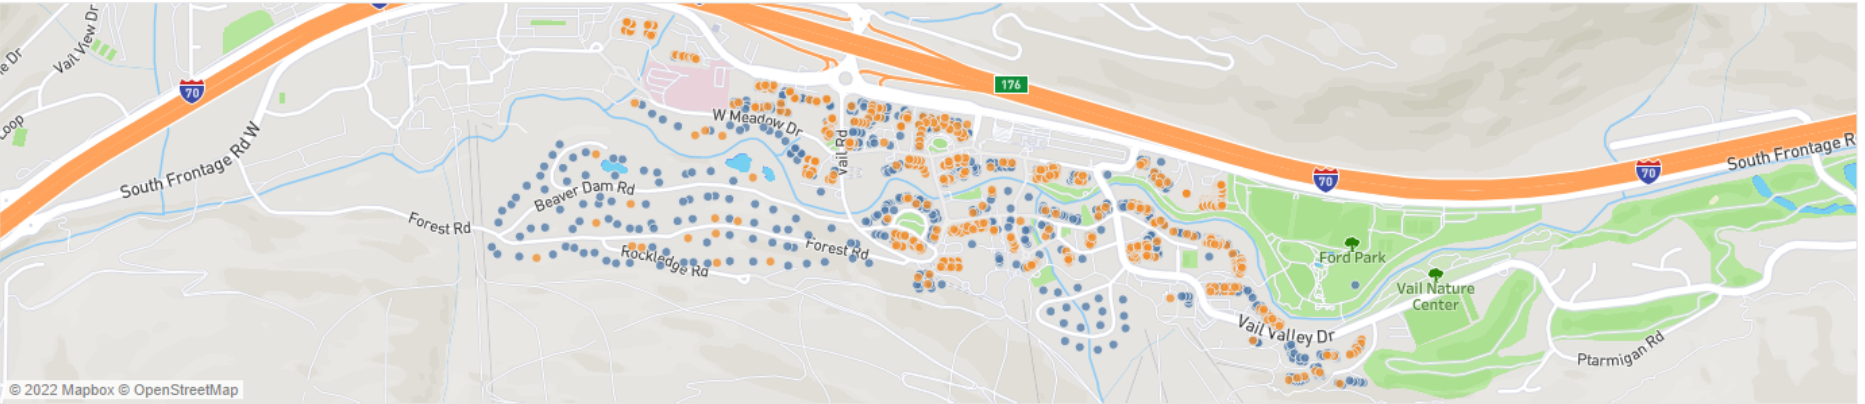 e Dr
Vail View Dr
Loop
70
South Frontage Rd W
176
W Meadow Dr
Vail Rd
Beaver Dam Rd
Forest Rd
Rockledge Rd
Forest Rd
70
70
South Frontage R
Ford Park
Vail Nature
Center
Vail Valley Dr
Ptarmigan Rd
© 2022 Mapbox © OpenStreetMap